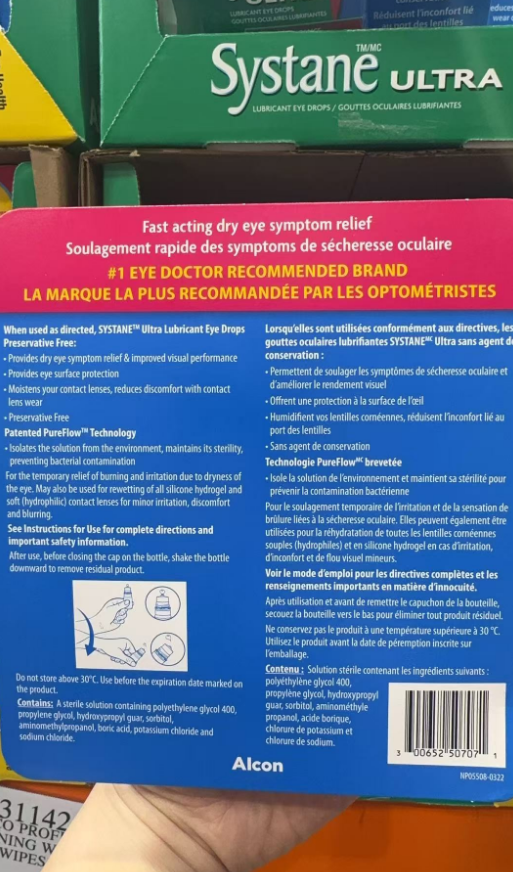 LUBRICANT EYE DROPS
GOUTTES OCULAIRES LUBRIFIANTES
Réduisent l'inconfort lié
au port des lentilles
Health
Systane™/MC ULTRA
LUBRICANT EYE DROPS / GOUTTES OCULAIRES LUBRIFIANTES
Fast acting dry eye symptom relief
Soulagement rapide des symptoms de sécheresse oculaire
#1 EYE DOCTOR RECOMMENDED BRAND
LA MARQUE LA PLUS RECOMMANDÉE PAR LES OPTOMÉTRISTES
When used as directed, SYSTANE™ Ultra Lubricant Eye Drops
Preservative Free:
• Provides dry eye symptom relief & improved visual performance
• Provides eye surface protection
• Moistens your contact lenses, reduces discomfort with contact
lens wear
• Preservative Free
Patented PureFlow™ Technology
• Isolates the solution from the environment, maintains its sterility,
preventing bacterial contamination
For the temporary relief of burning and irritation due to dryness of
the eye. May also be used for rewetting of all silicone hydrogel and
soft (hydrophilic) contact lenses for minor irritation, discomfort
and blurring.
See Instructions for Use for complete directions and
important safety information.
After use, before closing the cap on the bottle, shake the bottle
downward to remove residual product.
Do not store above 30°C. Use before the expiration date marked on
the product.
Contains: A sterile solution containing polyethylene glycol 400,
propylene glycol, hydroxypropyl guar, sorbitol,
aminomethylpropanol, boric acid, potassium chloride and
sodium chloride.
Lorsqu'elles sont utilisées conformément aux directives, les
gouttes oculaires lubrifiantes SYSTANEMC Ultra sans agent de
conservation :
• Permettent de soulager les symptômes de sécheresse oculaire et
d'améliorer le rendement visuel
• Offrent une protection à la surface de l'œil
• Humidifient vos lentilles cornéennes, réduisent l'inconfort lié au
port des lentilles
• Sans agent de conservation
Technologie PureFlowMC brevetée
• Isole la solution de l'environnement et maintient sa stérilité pour
prévenir la contamination bactérienne
Pour le soulagement temporaire de l'irritation et de la sensation de
brûlure liées à la sécheresse oculaire. Elles peuvent également être
utilisées pour la réhydratation de toutes les lentilles cornéennes
souples (hydrophiles) et en silicone hydrogel en cas d'irritation,
d'inconfort et de flou visuel mineurs.
Voir le mode d'emploi pour les directives complètes et les
renseignements importants en matière d'innocuité.
Après utilisation et avant de remettre le capuchon de la bouteille,
secouez la bouteille vers le bas pour éliminer tout produit résiduel.
Ne conservez pas le produit à une température supérieure à 30 °C.
Utilisez le produit avant la date de péremption inscrite sur
l'emballage.
Contenu : Solution stérile contenant les ingrédients suivants :
polyéthylène glycol 400,
propylène glycol, hydroxypropyl
guar, sorbitol, aminométhyle
propanol, acide borique,
chlorure de potassium et
chlorure de sodium.
3 00652 50707 1
NP05508-0322
Alcon
31142
WIPES